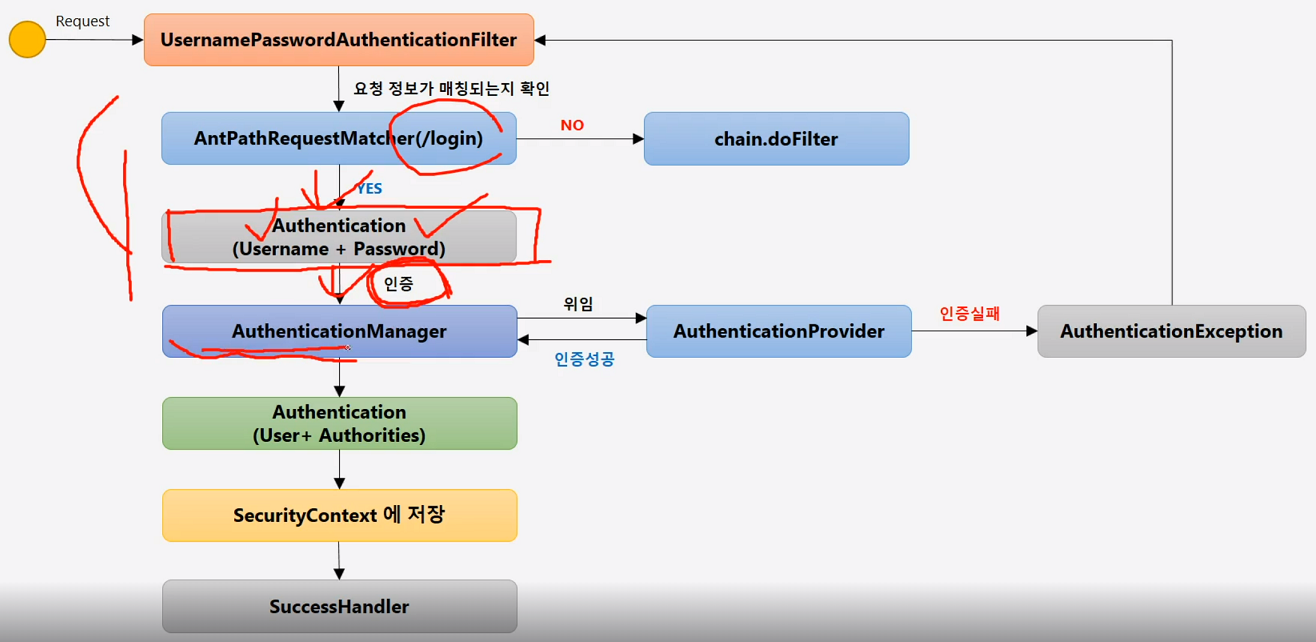 Request
UsernamePasswordAuthenticationFilter
요청 정보가 매칭되는지 확인
AntPathRequestMatcher(/login)
NO
chain.doFilter
YES
Authentication
(Username + Password)
인증
AuthenticationManager
위임
인증성공
AuthenticationProvider
인증실패
AuthenticationException
Authentication
(User+ Authorities)
SecurityContext 에 저장
SuccessHandler